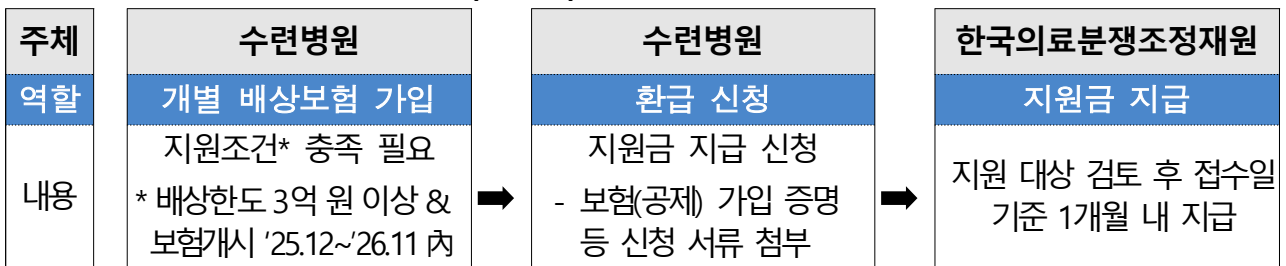 주체
역할
내용
수련병원
개별 배상보험 가입
지원조건* 충족 필요
* 배상한도 3억 원 이상 &
보험개시 '25.12~'26.11 內
➡
수련병원
환급 신청
지원금 지급 신청
- 보험(공제) 가입 증명
등 신청 서류 첨부
➡
한국의료분쟁조정재원
지원금 지급
지원 대상 검토 후 접수일
기준 1개월 내 지급